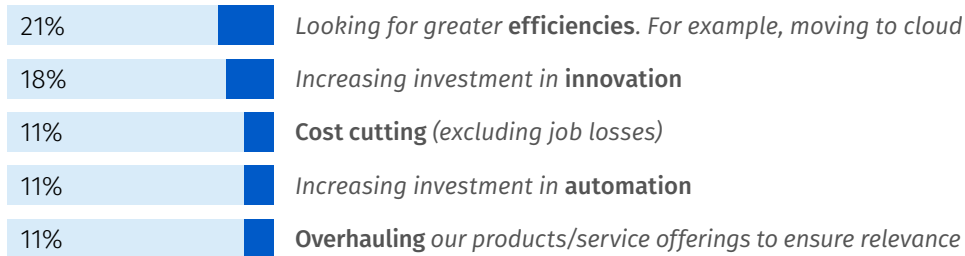 21% Looking for greater efficiencies. For example, moving to cloud
18% Increasing investment in innovation
11% Cost cutting (excluding job losses)
11% Increasing investment in automation
11% Overhauling our products/service offerings to ensure relevance